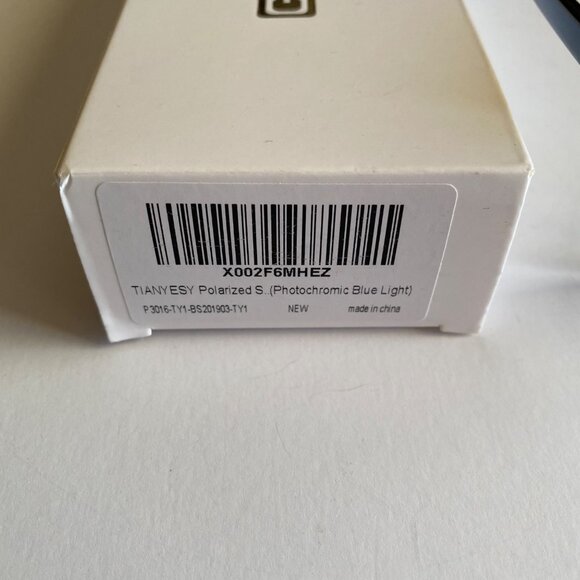 X002F6MHEZ
TIANYESY Polarized S..(Photochromic Blue Light)
P3016-TY1-BS201903-TY1 NEW made in china